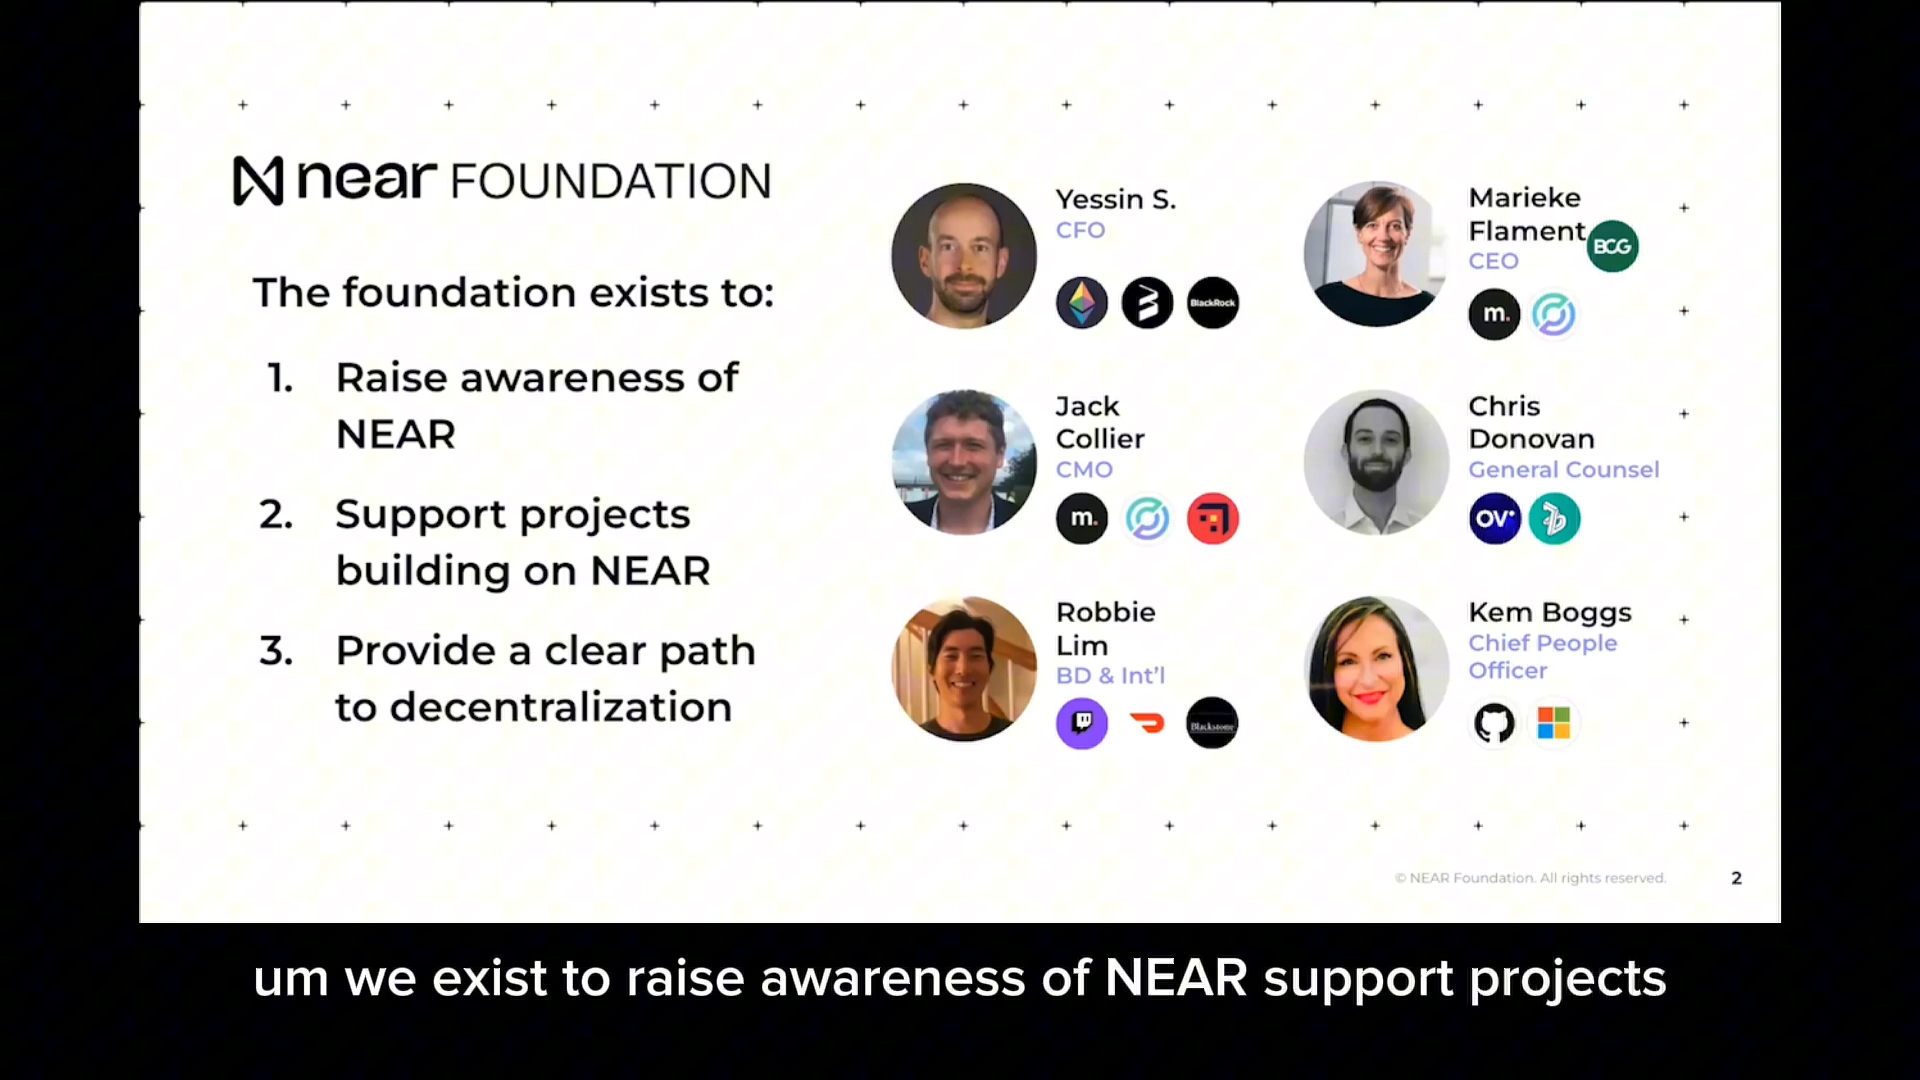 near FOUNDATION
The foundation exists to:
1. Raise awareness of
NEAR
2. Support projects
building on NEAR
3. Provide a clear path
to decentralization
Yessin S.
CFO
BlackRock
Marieke
Flament
BCG
CEO
m.
Jack
Collier
CMO
m.
Chris
Donovan
General Counsel
OV
Robbie
Lim
BD & Int'l
Blackstone
Kem Boggs
Chief People
Officer
© NEAR Foundation. All rights reserved.
2
um we exist to raise awareness of NEAR support projects